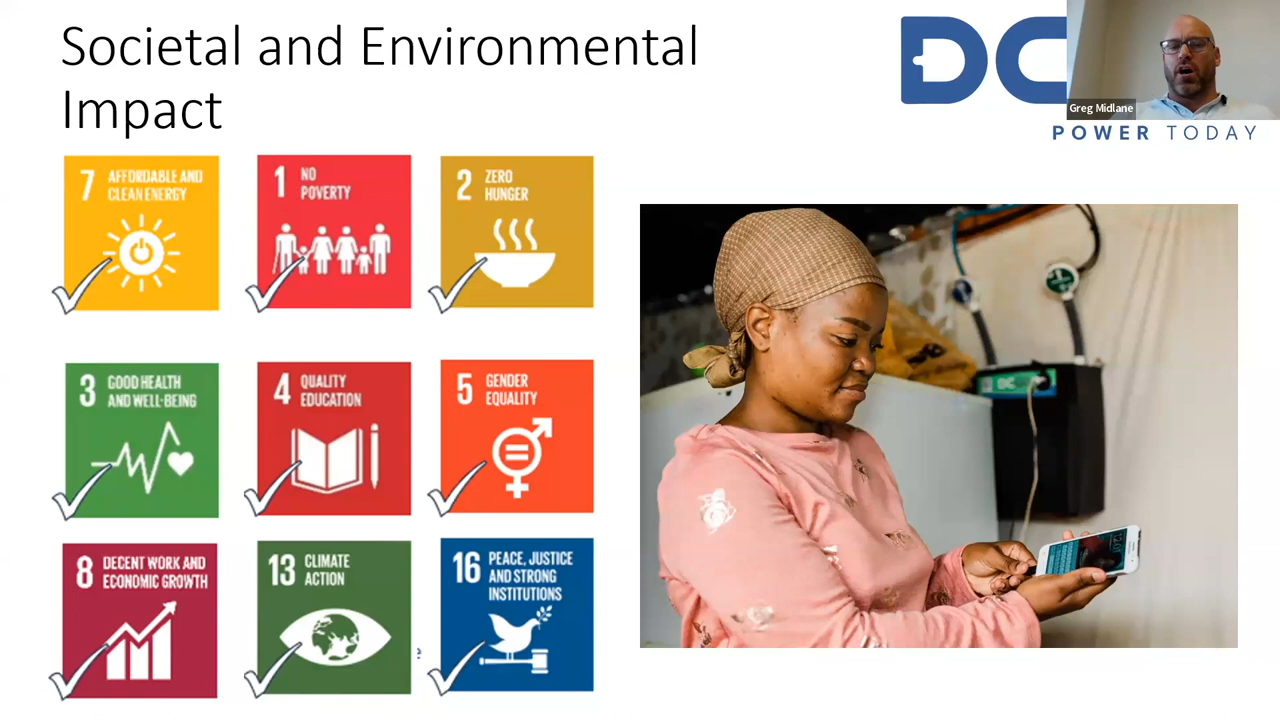 Societal and Environmental
Impact
DC
Greg Midlane
POWER TODAY
7 AFFORDABLE AND
CLEAN ENERGY
1 NO
POVERTY
2 ZERO
HUNGER
3 GOOD HEALTH
AND WELL-BEING
4 QUALITY
EDUCATION
5 GENDER
EQUALITY
8 DECENT WORK AND
ECONOMIC GROWTH
13 CLIMATE
ACTION
16 PEACE, JUSTICE
AND STRONG
INSTITUTIONS
DC